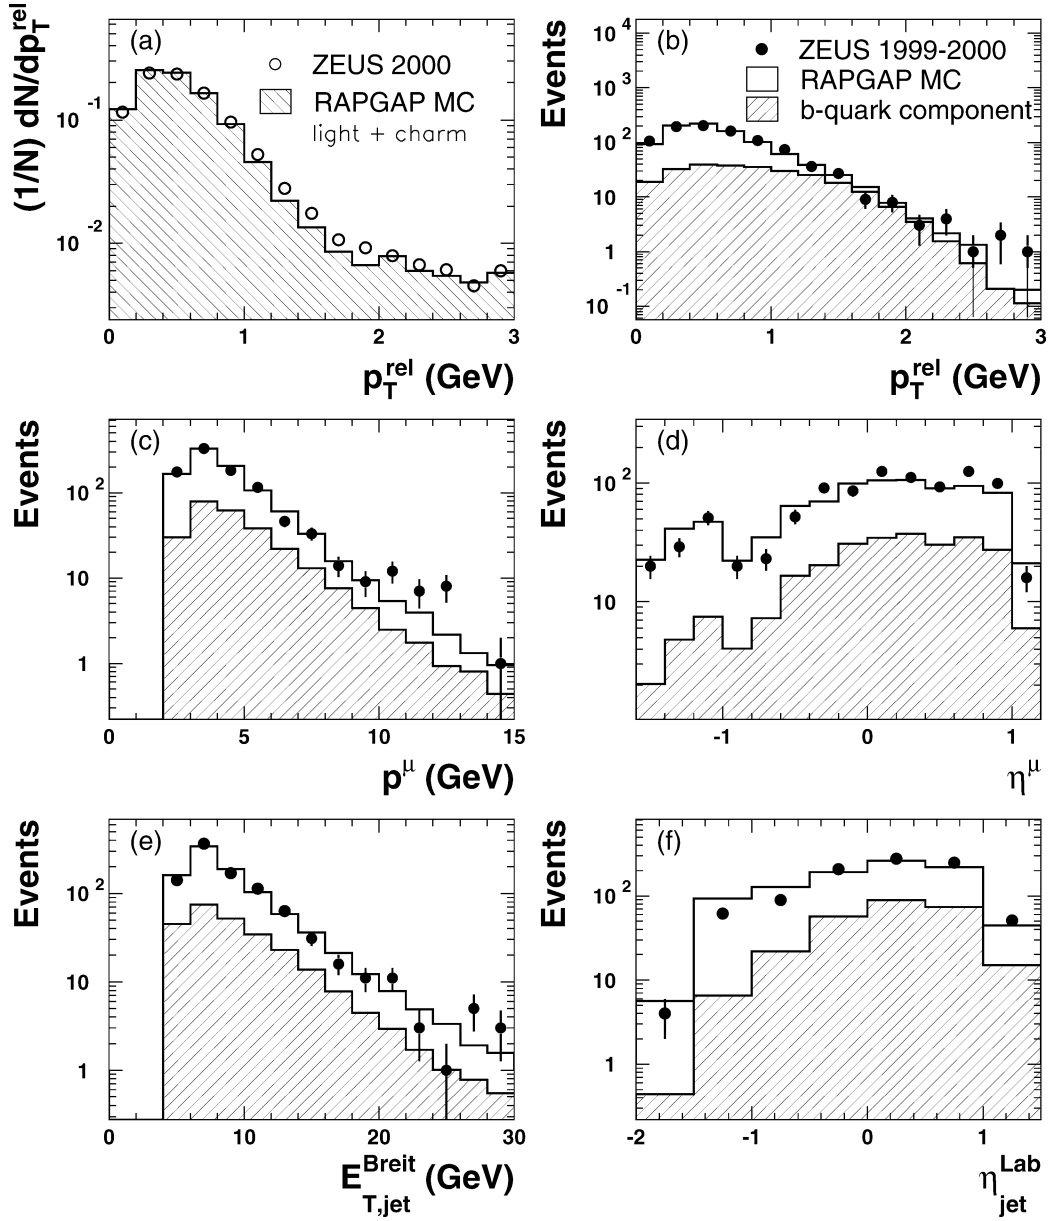 (a)
ZEUS 2000
RAPGAP MC
light + charm
(1/N) dN/dp_T^rel
10^-1
10^-2
0 1 2 3
p_T^rel (GeV)
(b)
ZEUS 1999-2000
RAPGAP MC
b-quark component
Events
10^4
10^3
10^2
10
1
10^-1
0 1 2 3
p_T^rel (GeV)
(c)
Events
10^2
10
1
0 5 10 15
p^μ (GeV)
(d)
Events
10^2
10
-1 0 1
η^μ
(e)
Events
10^2
10
1
0 10 20 30
E_T,jet^Breit (GeV)
(f)
Events
10^2
10
1
-2 -1 0 1
η_jet^Lab